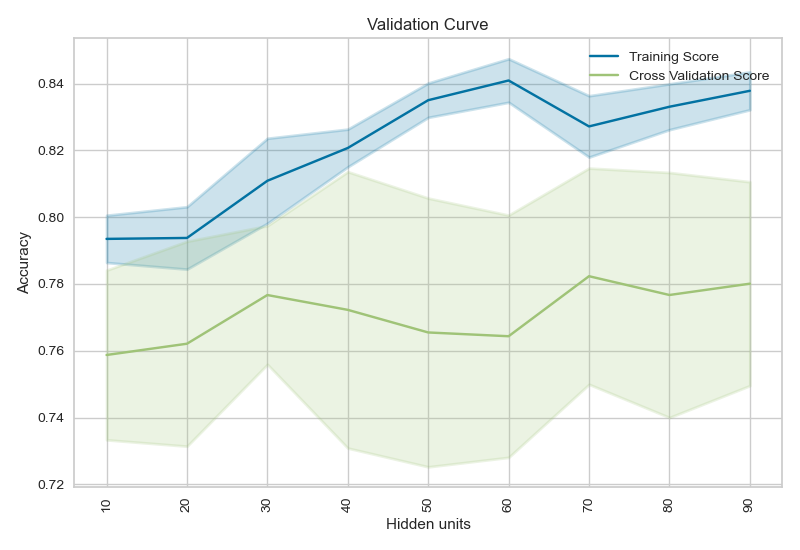 Validation Curve
Training Score
Cross Validation Score
Accuracy
0.84
0.82
0.80
0.78
0.76
0.74
0.72
10 20 30 40 50 60 70 80 90
Hidden units